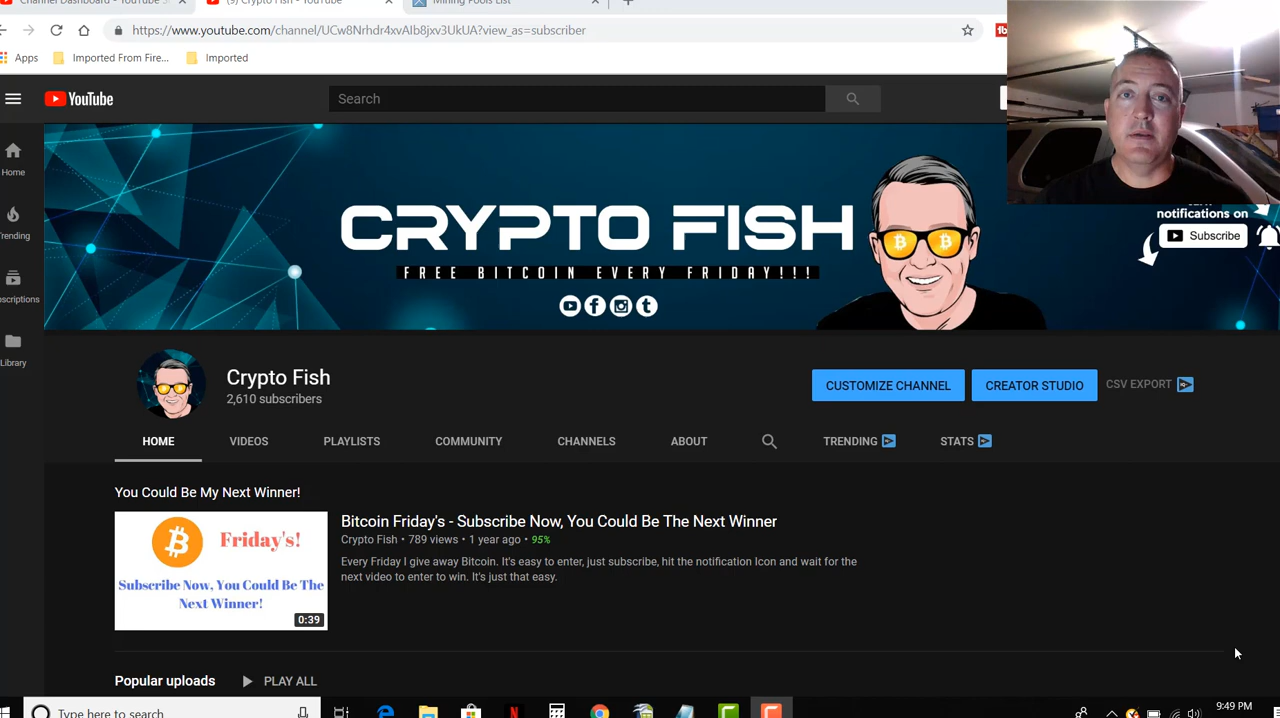 Channel Dashboard - YouTube
(9) Crypto Fish - YouTube
Mining Pools List
https://www.youtube.com/channel/UCw8Nrhdr4xvAIb8jxv3UkUA?view_as=subscriber
Apps
Imported From Fire...
Imported
YouTube
Search
Home
Trending
Library
CRYPTO FISH
FREE BITCOIN EVERY FRIDAY!!!
notifications on
Subscribe
Crypto Fish
2,610 subscribers
CUSTOMIZE CHANNEL
CREATOR STUDIO
CSV EXPORT
HOME
VIDEOS
PLAYLISTS
COMMUNITY
CHANNELS
ABOUT
TRENDING
STATS
You Could Be My Next Winner!
Friday's!
Subscribe Now, You Could Be The
Next Winner!
0:39
Bitcoin Friday's - Subscribe Now, You Could Be The Next Winner
Crypto Fish • 789 views • 1 year ago • 95%
Every Friday I give away Bitcoin. It's easy to enter, just subscribe, hit the notification Icon and wait for the
next video to enter to win. It's just that easy.
Popular uploads
PLAY ALL
Type here to search
9:49 PM